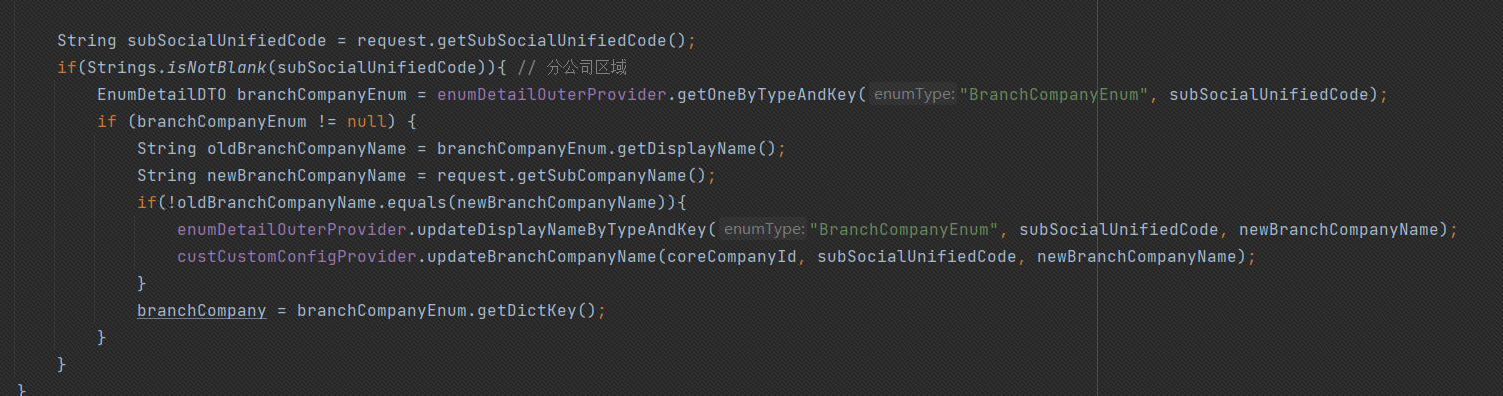 String subSocialUnifiedCode = request.getSubSocialUnifiedCode();
if(Strings.isNotBlank(subSocialUnifiedCode)){ // 分公司区域
EnumDetailDTO branchCompanyEnum = enumDetailOuterProvider.getOneByTypeAndKey( enumType: "BranchCompanyEnum", subSocialUnifiedCode);
if (branchCompanyEnum != null) {
String oldBranchCompanyName = branchCompanyEnum.getDisplayName();
String newBranchCompanyName = request.getSubCompanyName();
if(!oldBranchCompanyName.equals(newBranchCompanyName)){
enumDetailOuterProvider.updateDisplayNameByTypeAndKey( enumType: "BranchCompanyEnum", subSocialUnifiedCode, newBranchCompanyName);
custCustomConfigProvider.updateBranchCompanyName(coreCompanyId, subSocialUnifiedCode, newBranchCompanyName);
}
branchCompany = branchCompanyEnum.getDictKey();
}
}
}